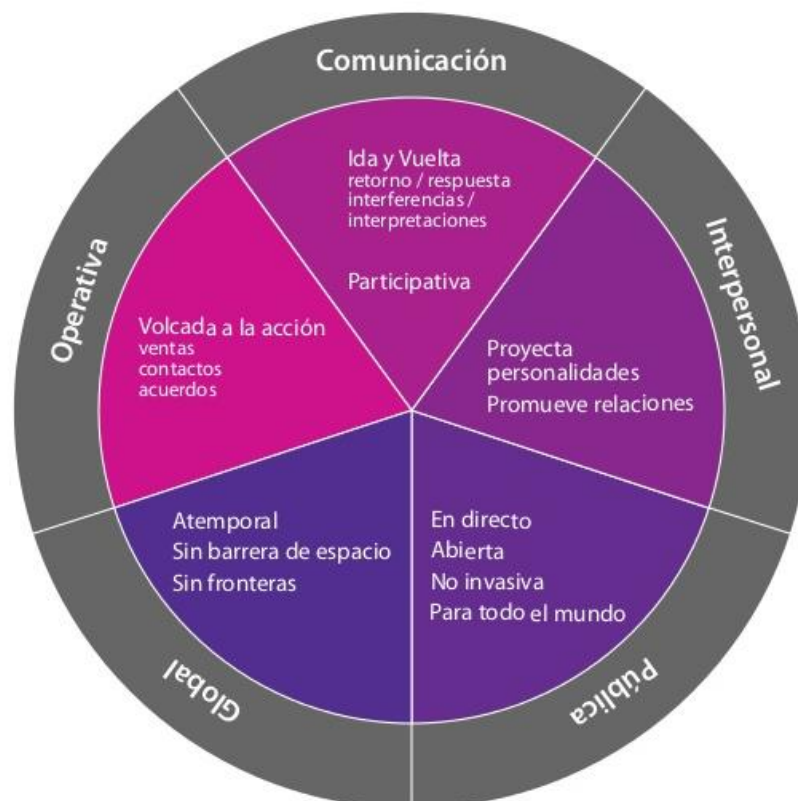 Comunicación
Ida y Vuelta
retorno / respuesta
interferencias /
interpretaciones
Participativa
Interpersonal
Proyecta
personalidades
Promueve relaciones
Pública
En directo
Abierta
No invasiva
Para todo el mundo
Global
Atemporal
Sin barrera de espacio
Sin fronteras
Operativa
Volcada a la acción
ventas
contactos
acuerdos